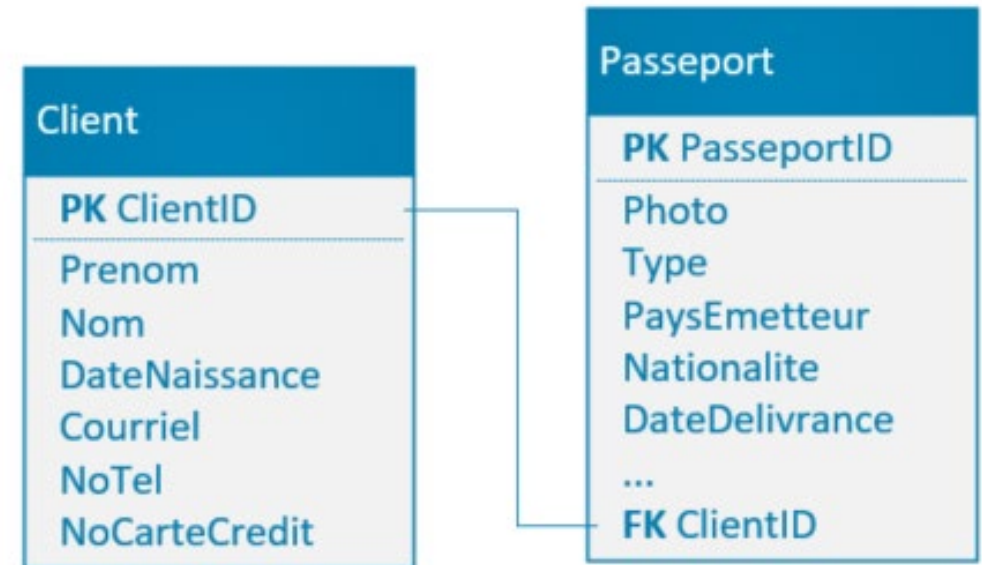 Client
PK ClientID
Prenom
Nom
DateNaissance
Courriel
NoTel
NoCarteCredit
Passeport
PK PasseportID
Photo
Type
PaysEmetteur
Nationalite
DateDelivrance
...
FK ClientID